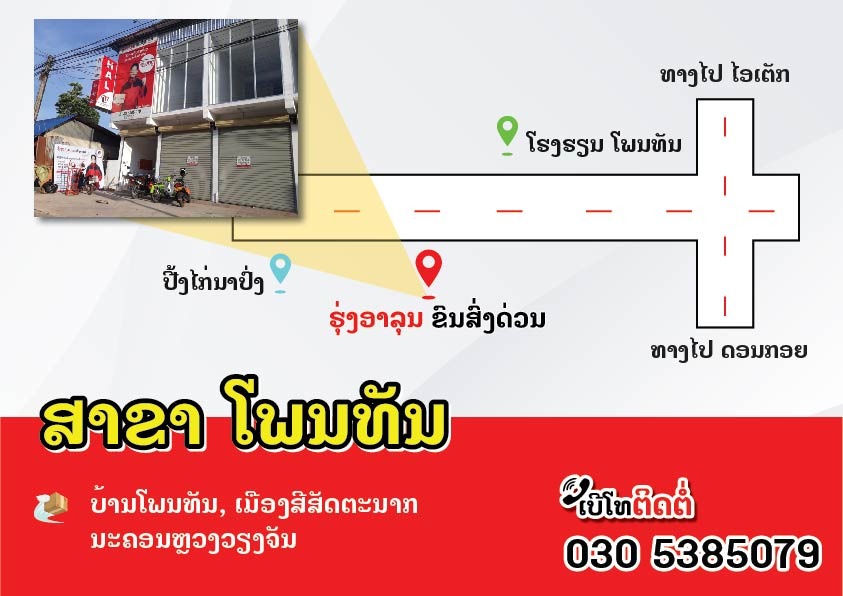 HAL
ທາງໄປ ໄອເຕັກ
ໂຮງຮຽນ ໂພນທັນ
ປີ້ງໄກ່ນາປົ່ງ
ຮຸ່ງອາລຸນ ຂົນສົ່ງດ່ວນ
ທາງໄປ ດອນກອຍ
ສາຂາ ໂພນທັນ
ບ້ານໂພນທັນ, ເມືອງສີສັດຕະນາກ
ນະຄອນຫຼວງວຽງຈັນ
ເບີໂທຕິດຕໍ່
030 5385079